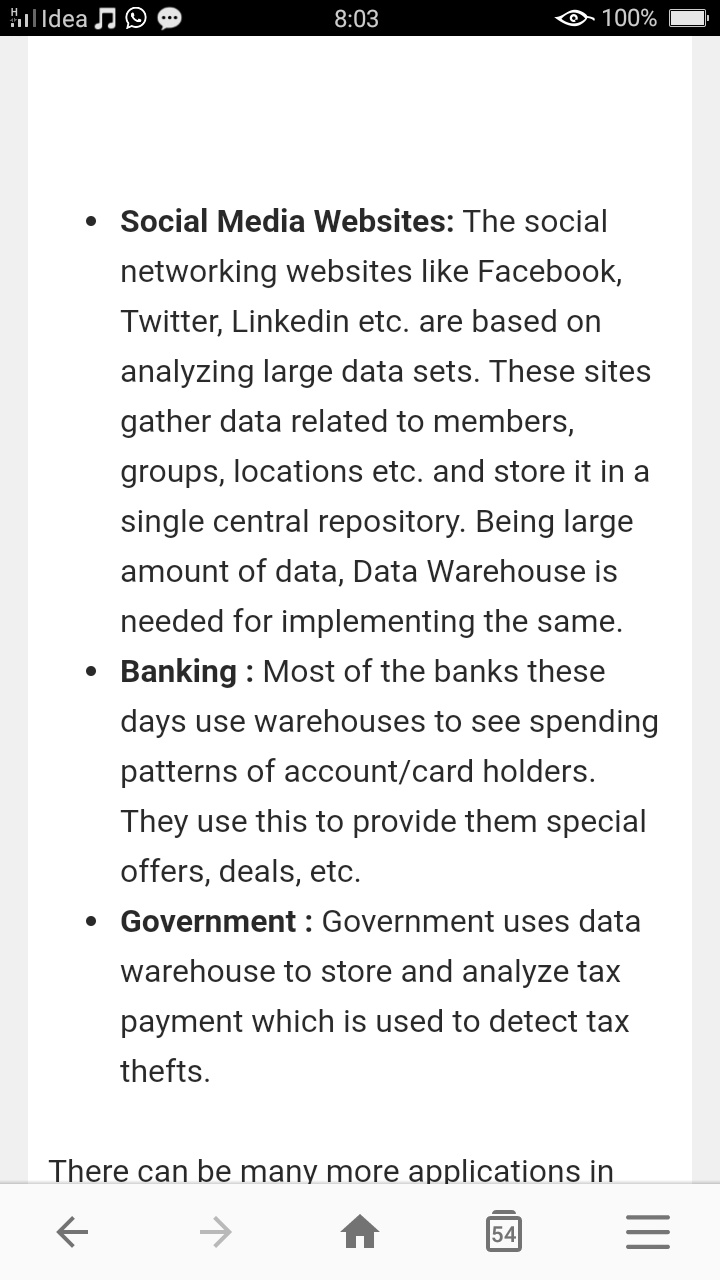 Idea 8:03 100%
• Social Media Websites: The social
networking websites like Facebook,
Twitter, Linkedin etc. are based on
analyzing large data sets. These sites
gather data related to members,
groups, locations etc. and store it in a
single central repository. Being large
amount of data, Data Warehouse is
needed for implementing the same.
• Banking : Most of the banks these
days use warehouses to see spending
patterns of account/card holders.
They use this to provide them special
offers, deals, etc.
• Government : Government uses data
warehouse to store and analyze tax
payment which is used to detect tax
thefts.
There can be many more applications in
54